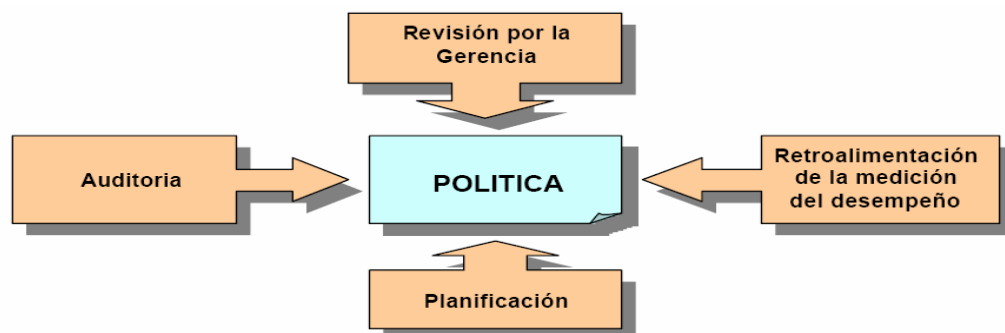 Revisión por la
Gerencia
Auditoria
POLITICA
Retroalimentación
de la medición
del desempeño
Planificación